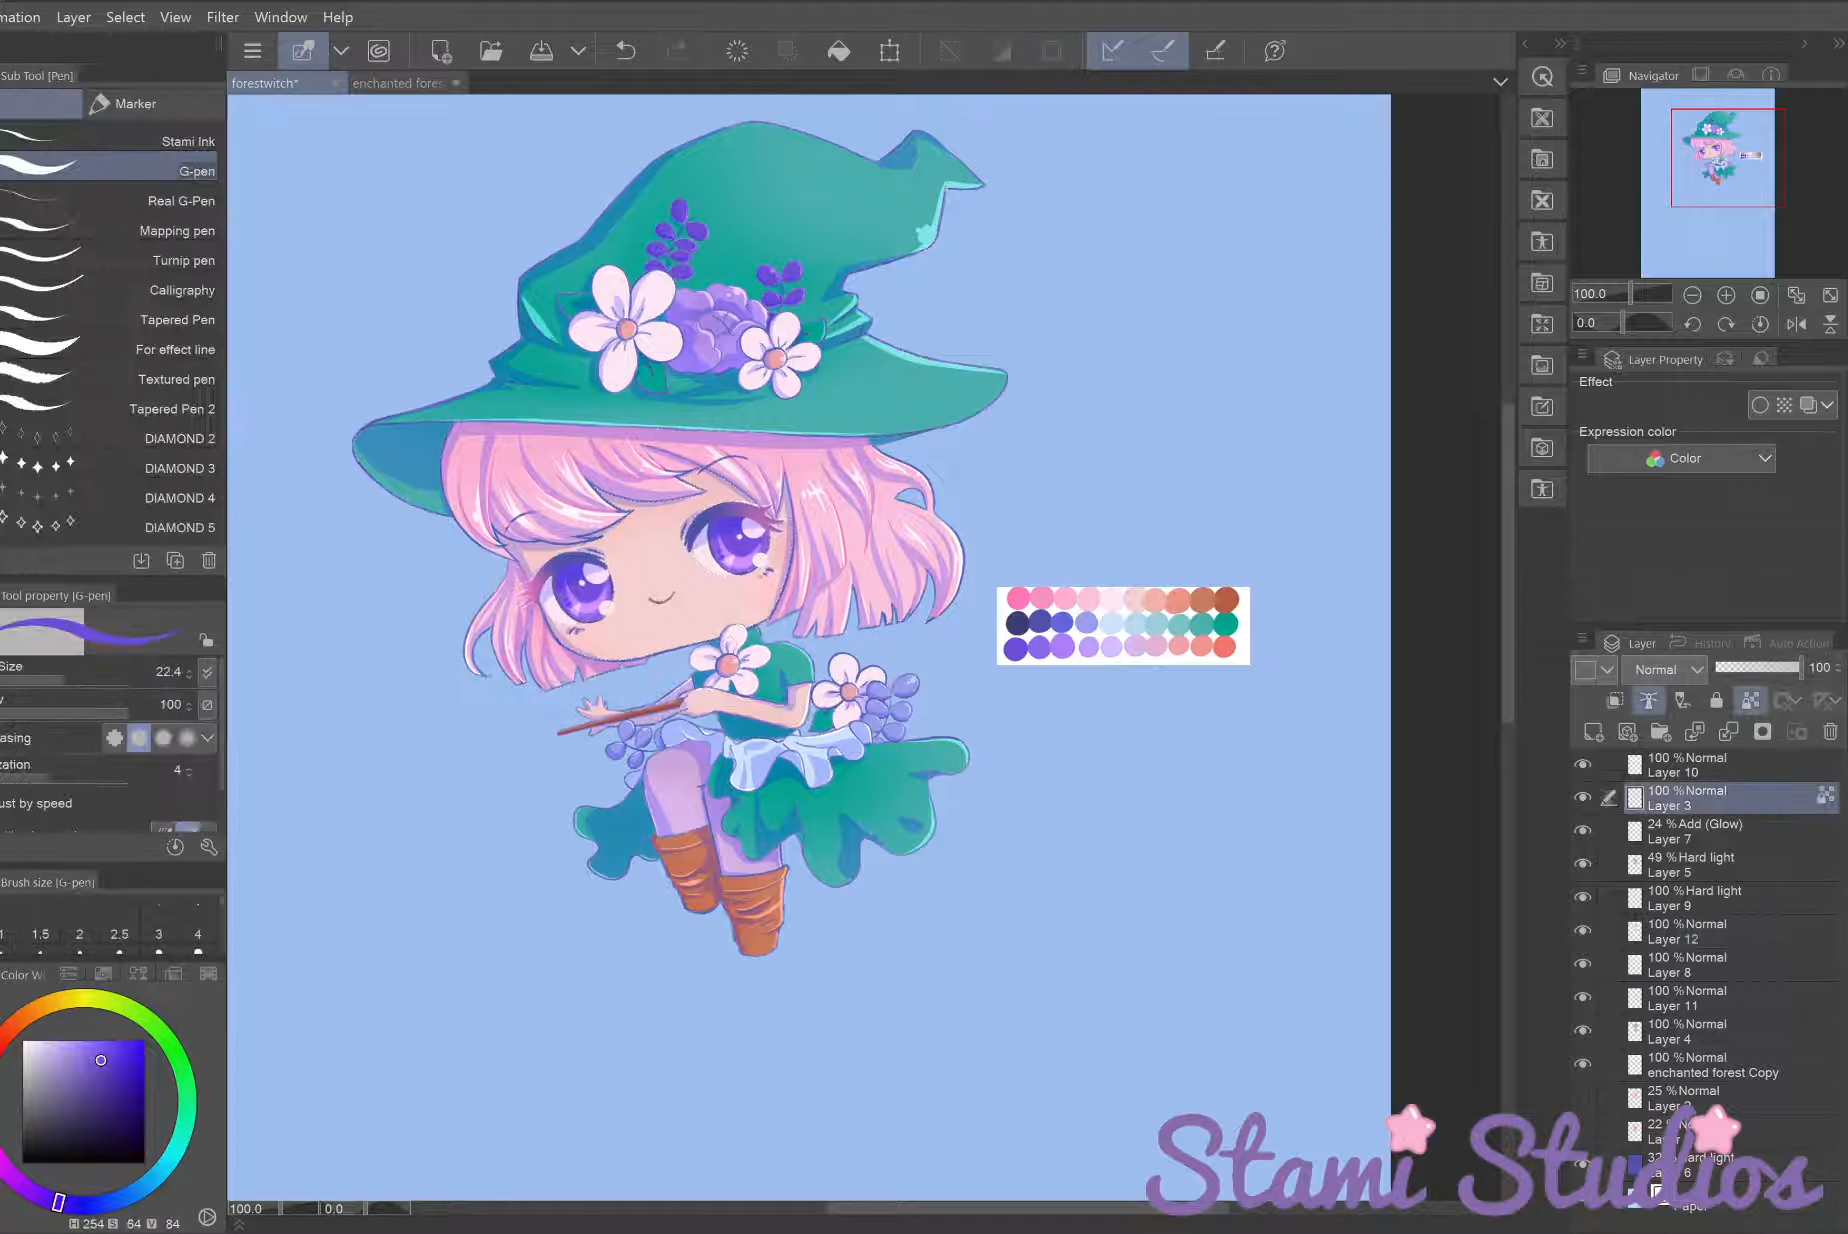 mation Layer Select View Filter Window Help
Sub Tool [Pen]
Marker
Stami Ink
G-pen
Real G-Pen
Mapping pen
Turnip pen
Calligraphy
Tapered Pen
For effect line
Textured pen
Tapered Pen 2
DIAMOND 2
DIAMOND 3
DIAMOND 4
DIAMOND 5
Tool property [G-pen]
Size 22.4
100
asing
zation 4
ust by speed
Brush size [G-pen]
1 1.5 2 2.5 3 4
Color W
H 254 S 64 V 84
forestwitch* enchanted fores
100.0 0.0
Navigator
100.0
0.0
Layer Property
Effect
Expression color
Color
Layer History Auto Action
Normal 100
100 %Normal
Layer 10
100 %Normal
Layer 3
24 %Add (Glow)
Layer 7
49 %Hard light
Layer 5
100 %Hard light
Layer 9
100 %Normal
Layer 12
100 %Normal
Layer 8
100 %Normal
Layer 11
100 %Normal
Layer 4
100 %Normal
enchanted forest Copy
25 %Normal
Layer
Paper
Stami Studios